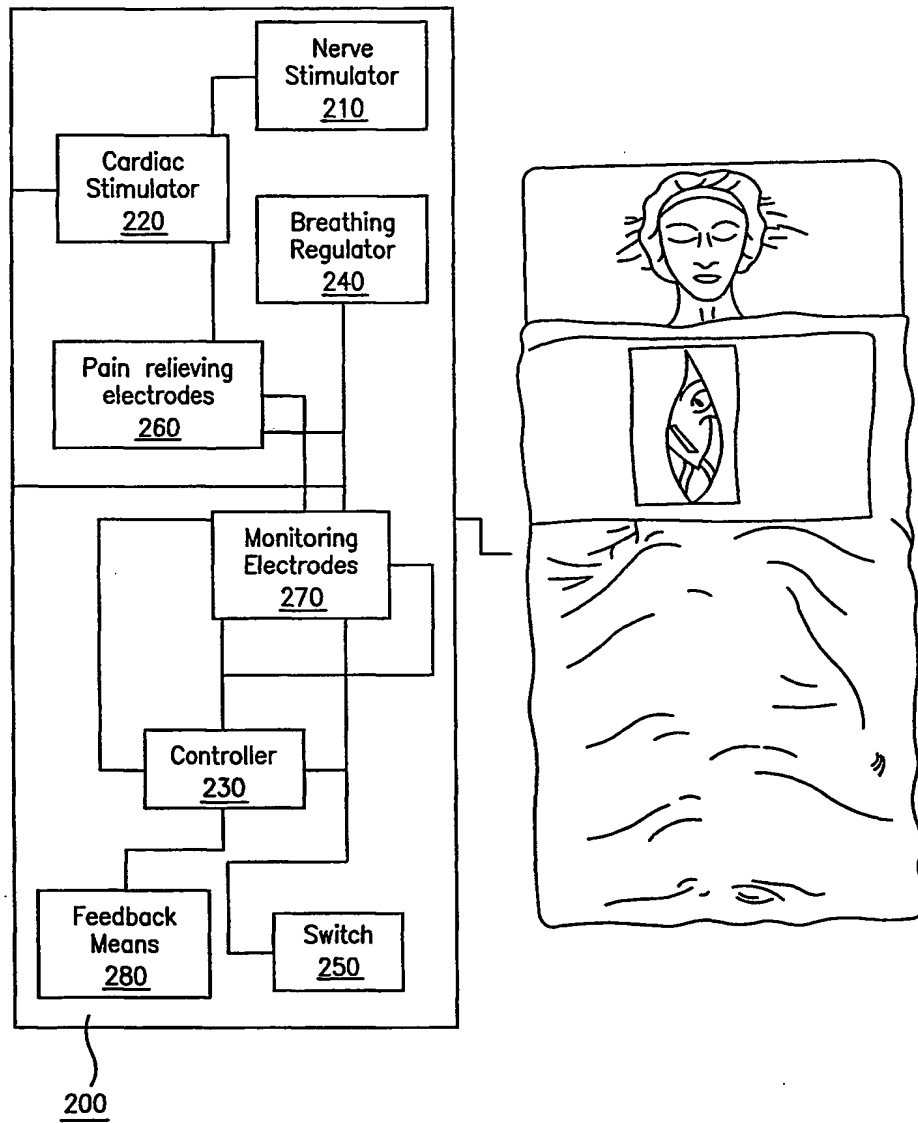 Nerve
Stimulator
210
Cardiac
Stimulator
220
Breathing
Regulator
240
Pain relieving
electrodes
260
Monitoring
Electrodes
270
Controller
230
Feedback
Means
280
Switch
250
200